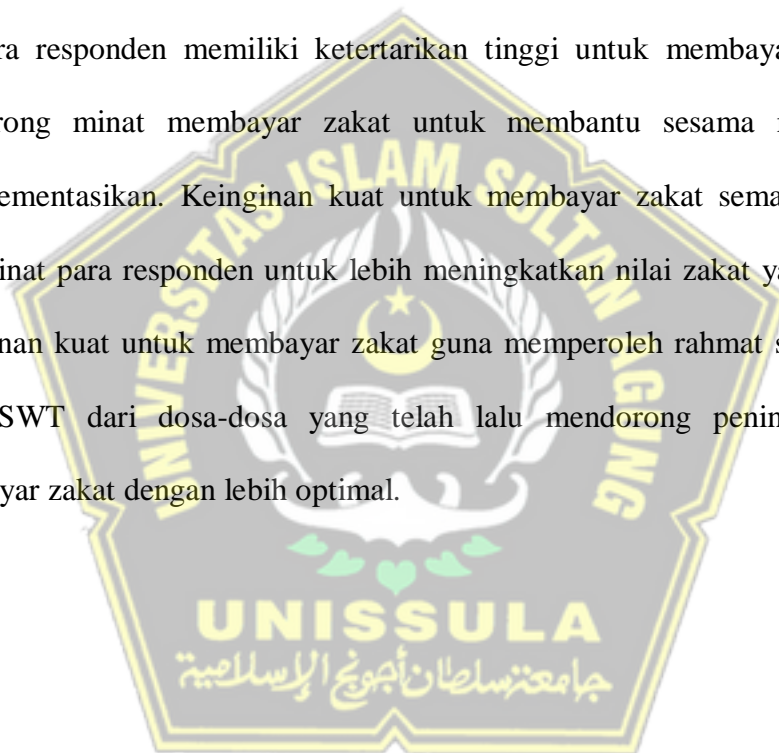 ra responden memiliki ketertarikan tinggi untuk membaya
rong minat membayar zakat untuk membantu sesama
ementasikan. Keinginan kuat untuk membayar zakat sema
inat para responden untuk lebih meningkatkan nilai zakat ya
nan kuat untuk membayar zakat guna memperoleh rahmat s
SWT dari dosa-dosa yang telah lalu mendorong penin
yar zakat dengan lebih optimal.
UNIVERSITAS ISLAM SULTAN AGUNG
UNISSULA
جامعتنسلطان أجونج الإسلامية